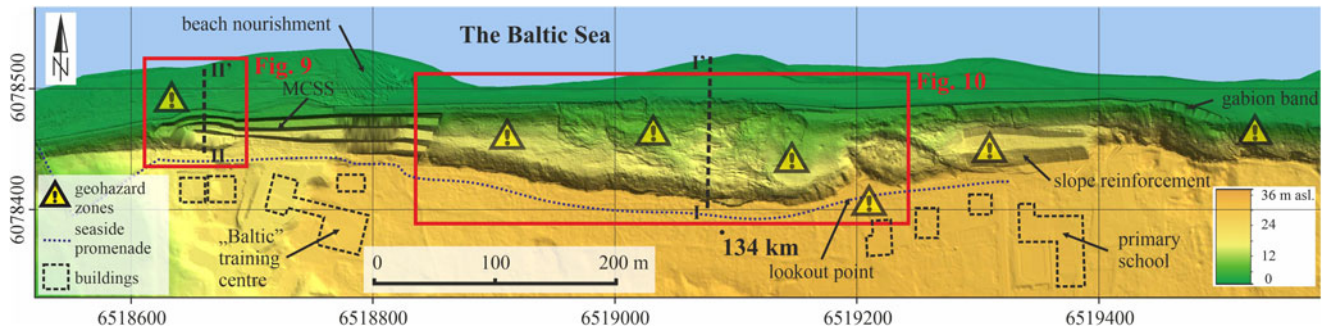 beach nourishment
The Baltic Sea
N
II'
Fig. 9
MCSS
I'
Fig. 10
gabion band
6078500
6078400
II
I
geohazard
zones
seaside
promenade
buildings
„Baltic”
training
centre
0 100 200 m
134 km
lookout point
slope reinforcement
primary
school
36 m asl.
24
12
0
6518600 6518800 6519000 6519200 6519400